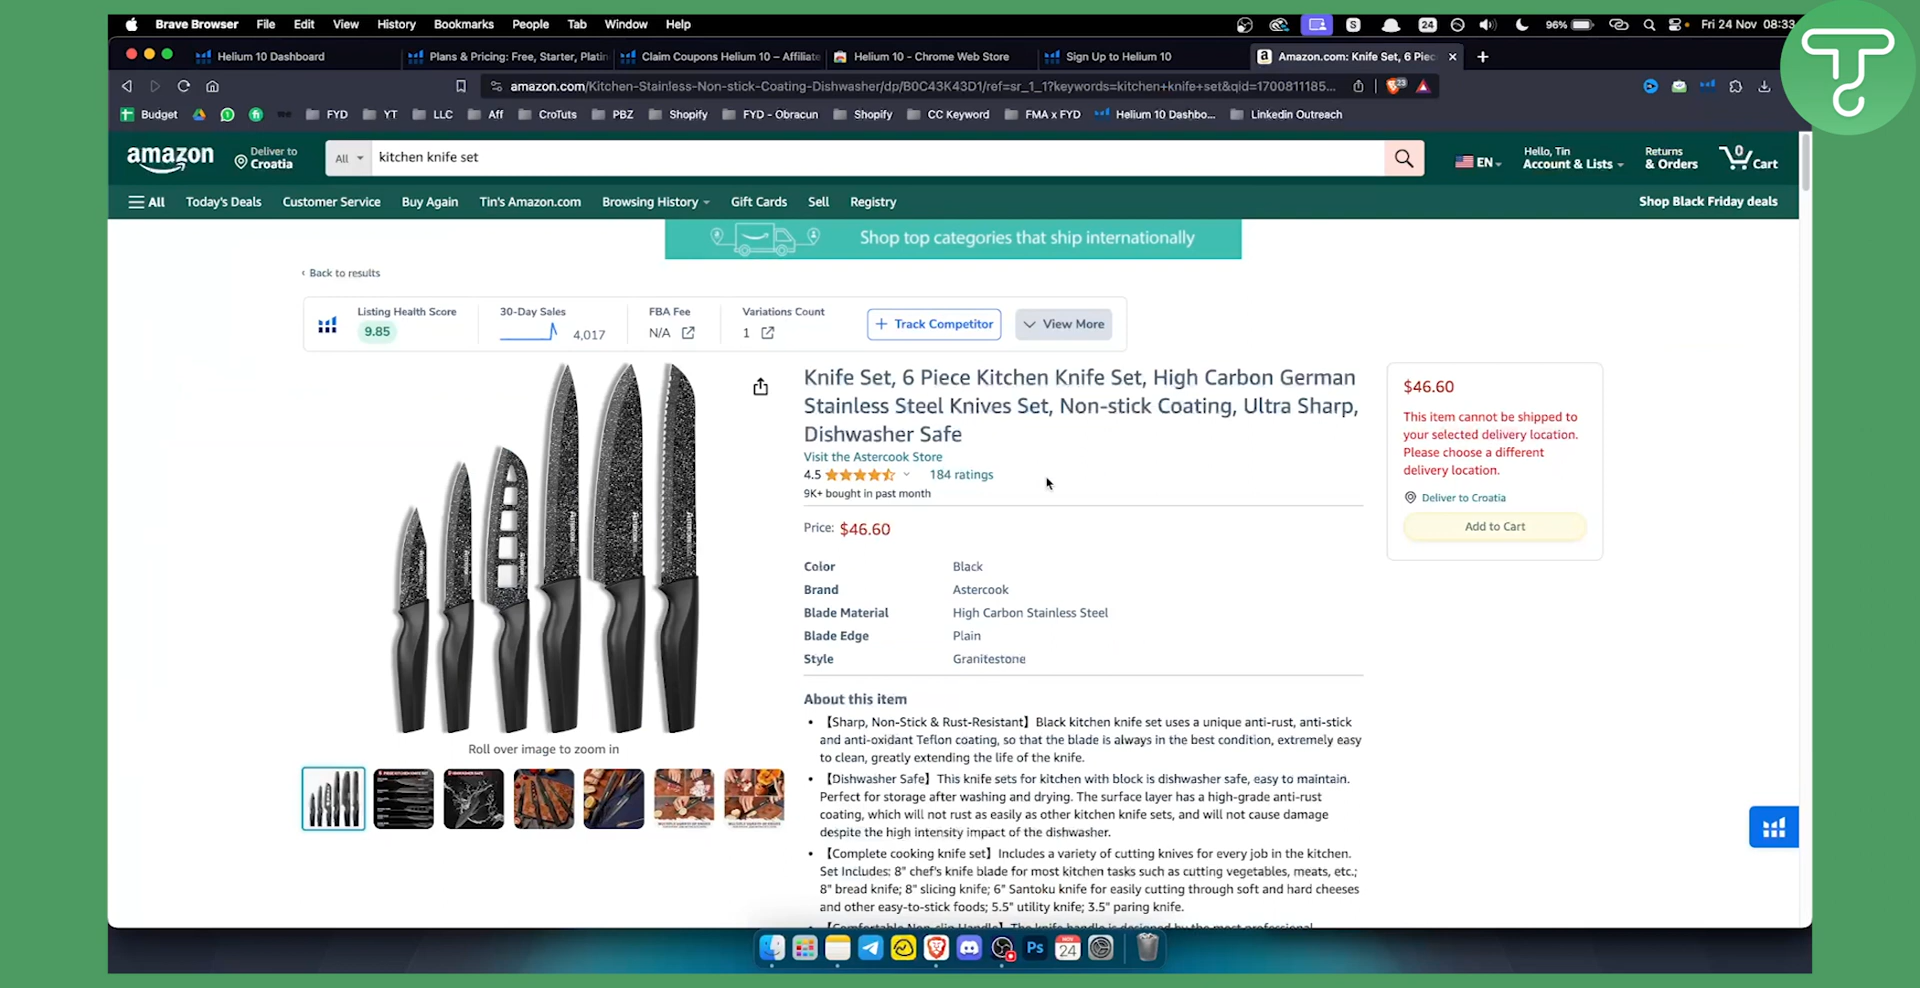 Brave Browser File Edit View History Bookmarks People Tab Window Help
S 24 96% Fri 24 Nov 08:33
Helium 10 Dashboard
Plans & Pricing: Free, Starter, Platin
Claim Coupons Helium 10 – Affiliate
Helium 10 - Chrome Web Store
Sign Up to Helium 10
Amazon.com: Knife Set, 6 Piec
amazon.com/Kitchen-Stainless-Non-stick-Coating-Dishwasher/dp/B0C43K43D1/ref=sr_1_1?keywords=kitchen+knife+set&qid=1700811185...
23
Budget FYD YT LLC Aff CroTuts PBZ Shopify FYD - Obracun Shopify CC Keyword FMA x FYD Helium 10 Dashbo... Linkedin Outreach
amazon
Deliver to
Croatia
All
kitchen knife set
EN
Hello, Tin
Account & Lists
Returns
& Orders
0
Cart
All Today's Deals Customer Service Buy Again Tin's Amazon.com Browsing History Gift Cards Sell Registry Shop Black Friday deals
Shop top categories that ship internationally
‹ Back to results
Listing Health Score
9.85
30-Day Sales
4,017
FBA Fee
N/A
Variations Count
1
+ Track Competitor
View More
Knife Set, 6 Piece Kitchen Knife Set, High Carbon German
Stainless Steel Knives Set, Non-stick Coating, Ultra Sharp,
Dishwasher Safe
Visit the Astercook Store
4.5 184 ratings
9K+ bought in past month
Price: $46.60
Color Black
Brand Astercook
Blade Material High Carbon Stainless Steel
Blade Edge Plain
Style Granitestone
About this item
• 【Sharp, Non-Stick & Rust-Resistant】Black kitchen knife set uses a unique anti-rust, anti-stick
and anti-oxidant Teflon coating, so that the blade is always in the best condition, extremely easy
to clean, greatly extending the life of the knife.
• 【Dishwasher Safe】This knife sets for kitchen with block is dishwasher safe, easy to maintain.
Perfect for storage after washing and drying. The surface layer has a high-grade anti-rust
coating, which will not rust as easily as other kitchen knife sets, and will not cause damage
despite the high intensity impact of the dishwasher.
• 【Complete cooking knife set】Includes a variety of cutting knives for every job in the kitchen.
Set Includes: 8" chef's knife blade for most kitchen tasks such as cutting vegetables, meats, etc.;
8" bread knife; 8" slicing knife; 6" Santoku knife for easily cutting through soft and hard cheeses
and other easy-to-stick foods; 5.5" utility knife; 3.5" paring knife.
Roll over image to zoom in
$46.60
This item cannot be shipped to
your selected delivery location.
Please choose a different
delivery location.
Deliver to Croatia
Add to Cart
Ps
NOV
24